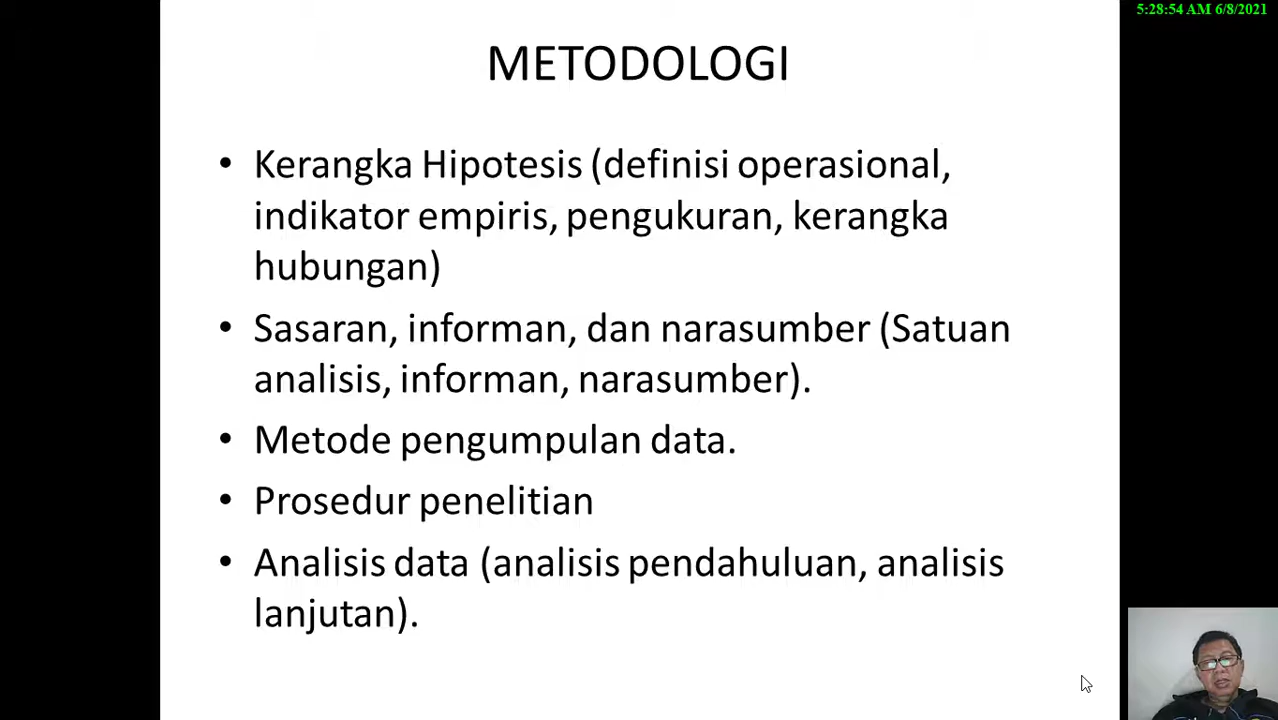 5:28:54 AM 6/8/2021
METODOLOGI
• Kerangka Hipotesis (definisi operasional,
indikator empiris, pengukuran, kerangka
hubungan)
• Sasaran, informan, dan narasumber (Satuan
analisis, informan, narasumber).
• Metode pengumpulan data.
• Prosedur penelitian
• Analisis data (analisis pendahuluan, analisis
lanjutan).